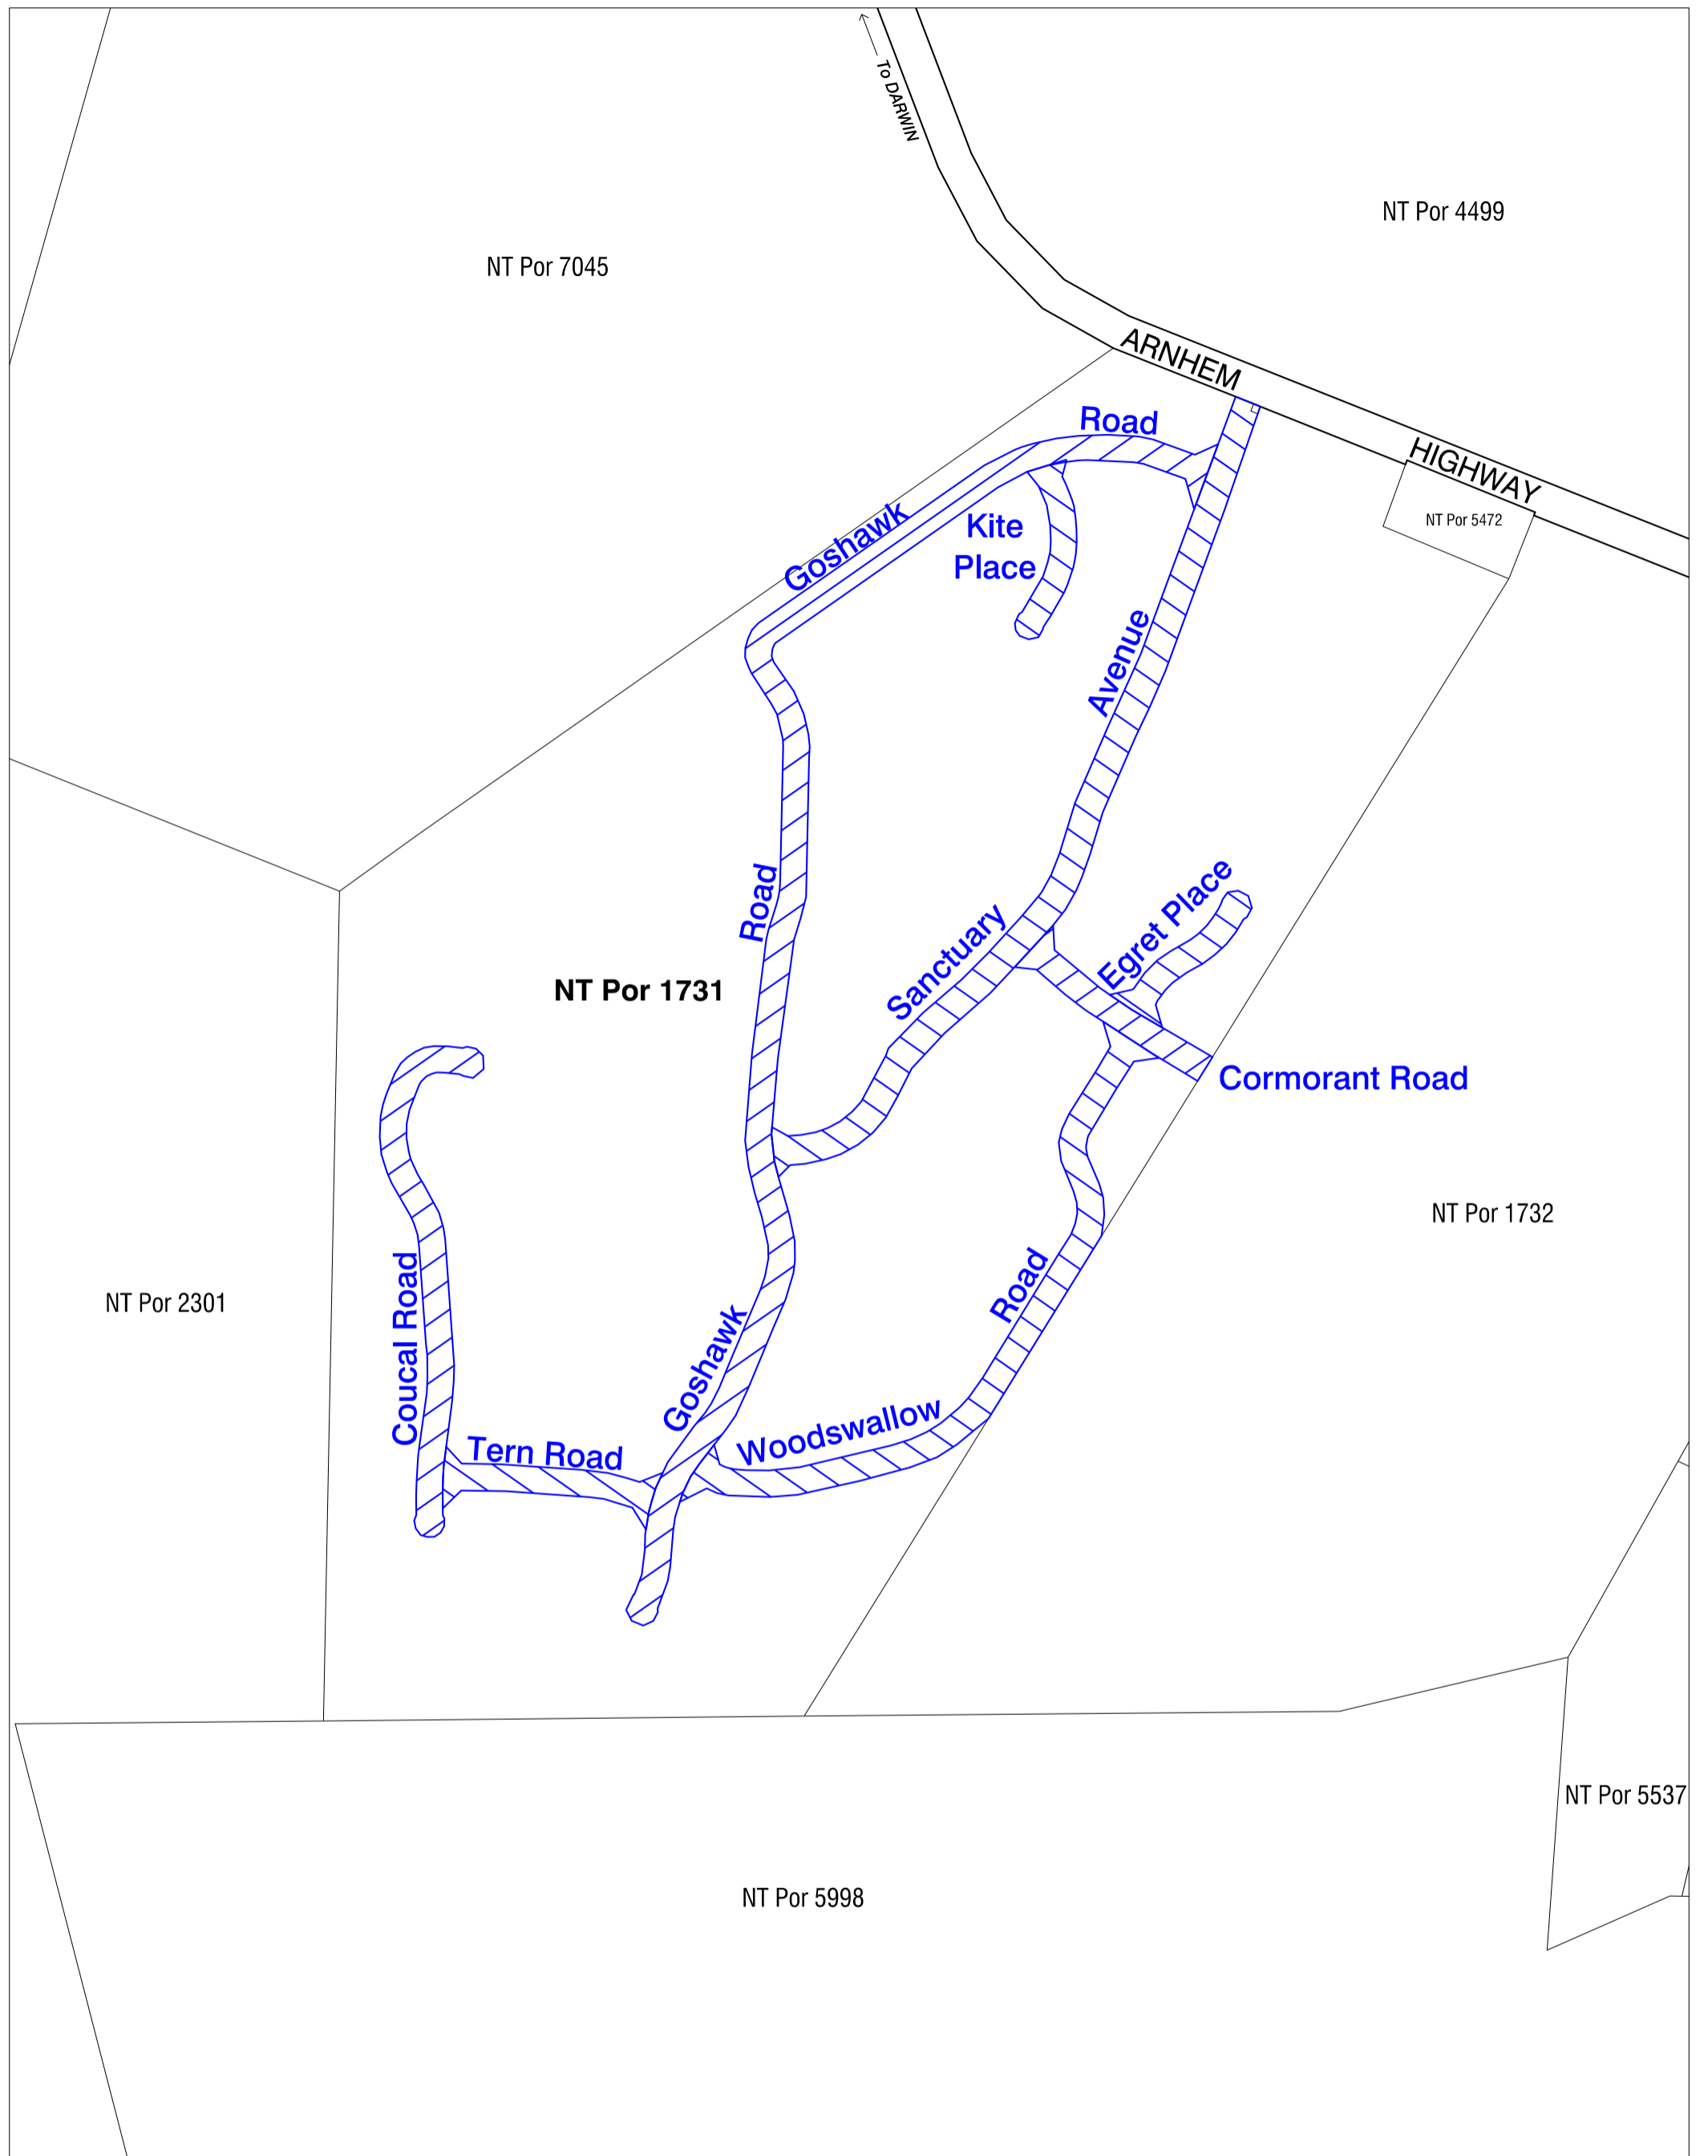 To DARWIN
NT Por 4499
NT Por 7045
ARNHEM
HIGHWAY
Road
NT Por 5472
Goshawk
Kite
Place
Avenue
Road
Egret Place
Sanctuary
NT Por 1731
Cormorant Road
NT Por 1732
Road
Coucal Road
NT Por 2301
Goshawk
Woodswallow
Tern Road
NT Por 5537
NT Por 5998